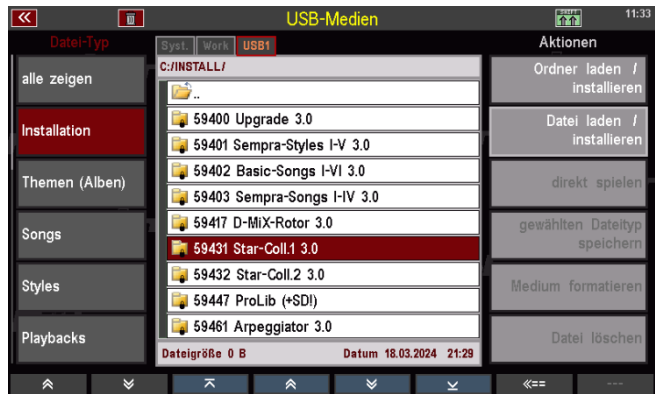 USB-Medien
11:33
Datei-Typ
Syst. Work USB1
Aktionen
C:/INSTALL/
alle zeigen
Installation
Themen (Alben)
Songs
Styles
Playbacks
..
59400 Upgrade 3.0
59401 Sempra-Styles I-V 3.0
59402 Basic-Songs I-VI 3.0
59403 Sempra-Songs I-IV 3.0
59417 D-MiX-Rotor 3.0
59431 Star-Coll.1 3.0
59432 Star-Coll.2 3.0
59447 ProLib (+SD!)
59461 Arpeggiator 3.0
Dateigröße 0 B Datum 18.03.2024 21:29
Ordner laden /
installieren
Datei laden /
installieren
direkt spielen
gewählten Dateityp
speichern
Medium formatieren
Datei löschen
«==
---